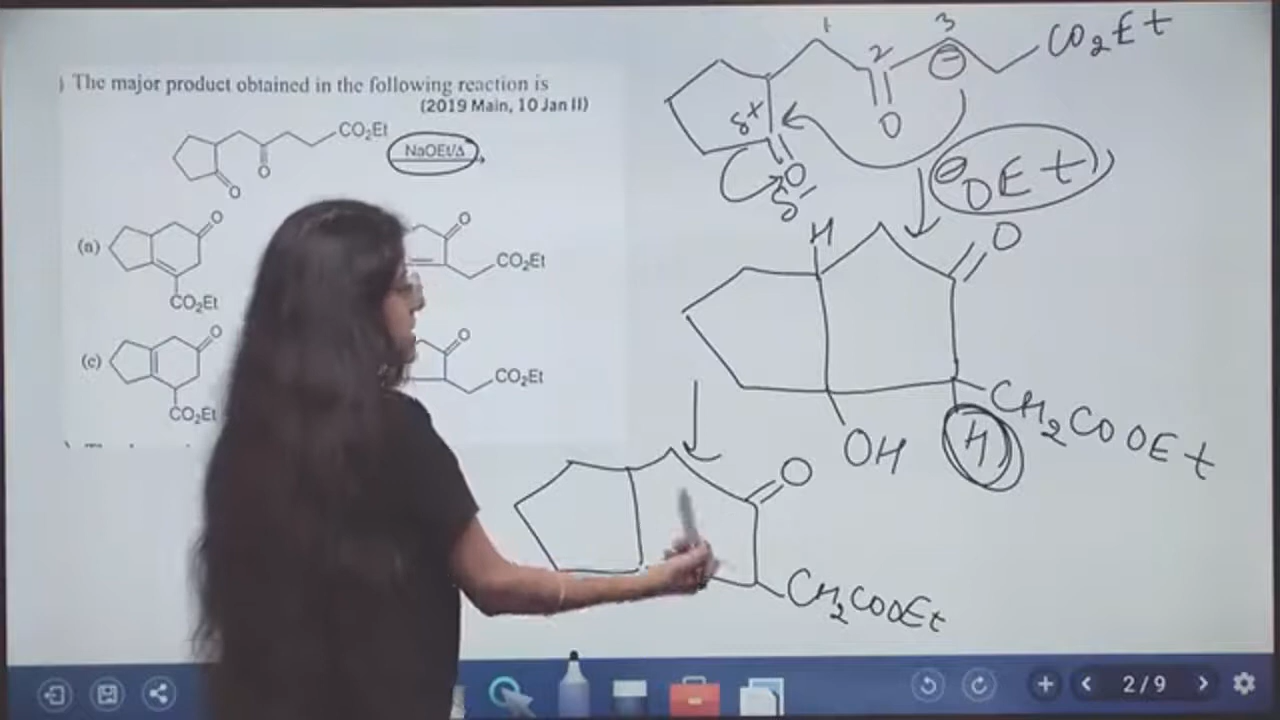 ) The major product obtained in the following reaction is
(2019 Main, 10 Jan II)
CO₂Et
NaOEt/Δ
O
O
(a)
O
CO₂Et
O
CO₂Et
(c)
O
CO₂Et
O
CO₂Et
1
2
3
⊖
CO₂Et
O
δ+
O
δ-
⊖OEt
H
O
OH
H
CH₂COOEt
O
CH₂COOEt
2/9